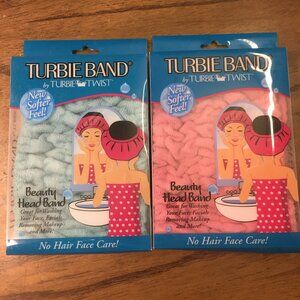 TURBIE BAND®
by TURBIE TWIST®
New
Softer
Feel!
Beauty
Head Band
Great for Washing
Your Face, Facials
Removing Makeup
and More!
No Hair Face Care!
TURBIE BAND®
by TURBIE TWIST®
New
Softer
Feel!
Beauty
Head Band
Great for Washing
Your Face, Facials
Removing Makeup
and More!
No Hair Face Care!